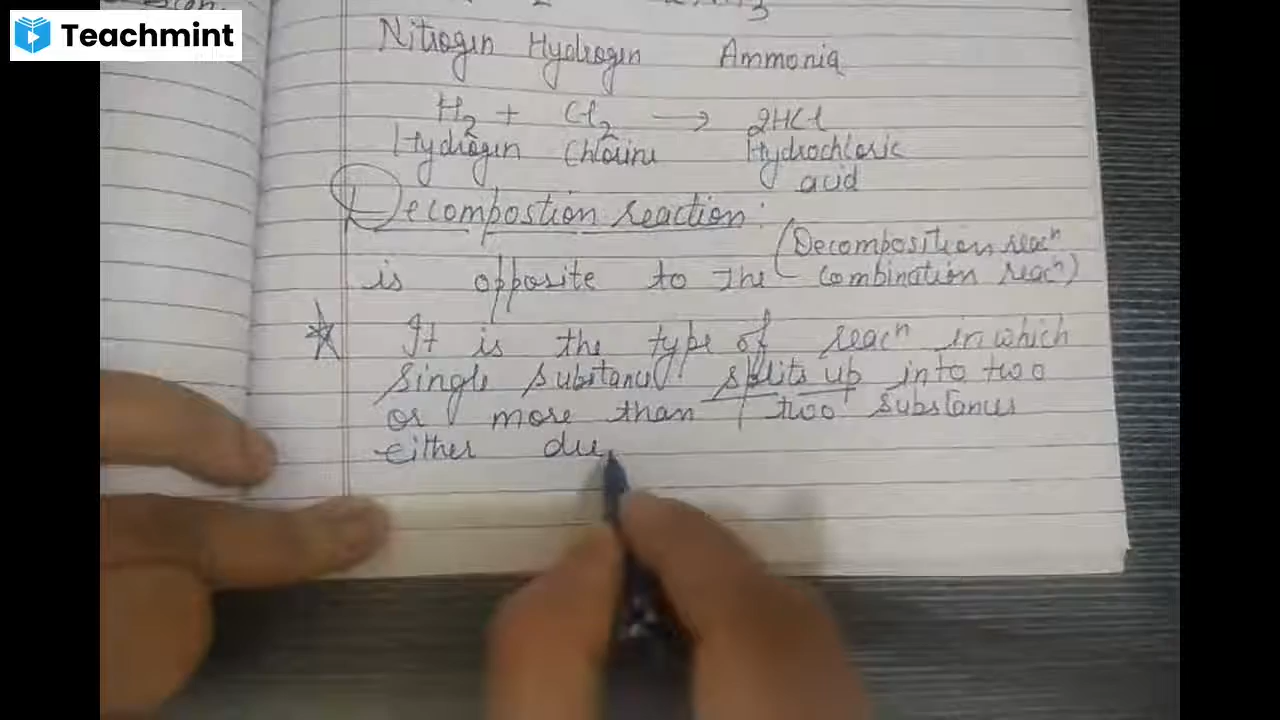 Teachmint
Nitrogen Hydrogen Ammonia
H2 + Cl2 → 2HCl
Hydrogen Chlorine Hydrochloric
acid
Decompostion reaction:
(Decomposition reacn
is opposite to the combination reacn)
It is the type of reacn in which
single substance splits up into two
or more than two substances
either due